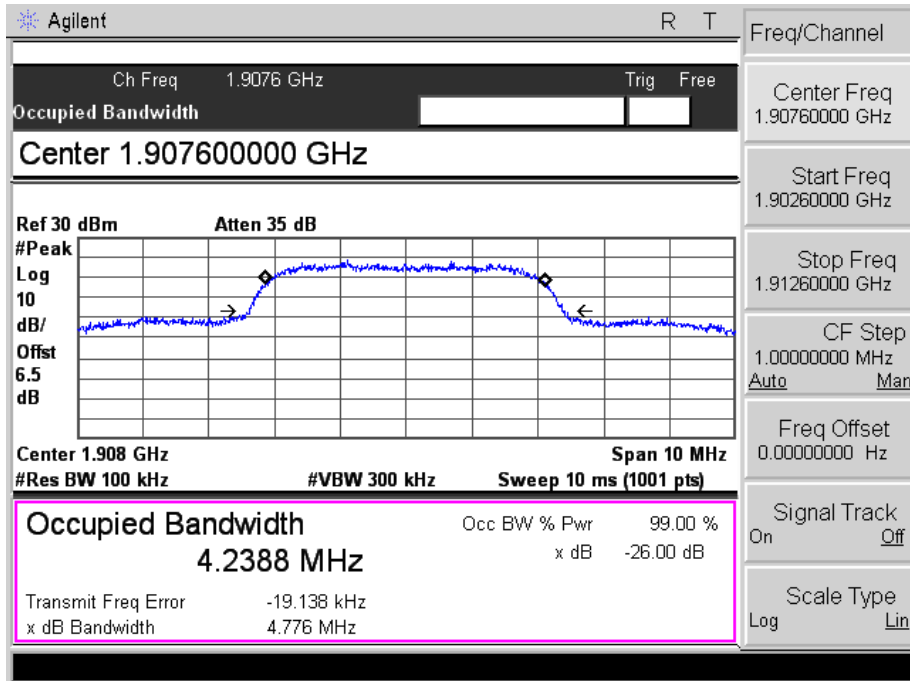 Agilent R T
Ch Freq 1.9076 GHz Trig Free
Occupied Bandwidth
Center 1.907600000 GHz
Ref 30 dBm Atten 35 dB
#Peak
Log
10
dB/
Offst
6.5
dB
Center 1.908 GHz Span 10 MHz
#Res BW 100 kHz #VBW 300 kHz Sweep 10 ms (1001 pts)
Occupied Bandwidth Occ BW % Pwr 99.00 %
4.2388 MHz x dB -26.00 dB
Transmit Freq Error -19.138 kHz
x dB Bandwidth 4.776 MHz
Freq/Channel
Center Freq
1.90760000 GHz
Start Freq
1.90260000 GHz
Stop Freq
1.91260000 GHz
CF Step
1.00000000 MHz
Auto Man
Freq Offset
0.00000000 Hz
Signal Track
On Off
Scale Type
Log Lin